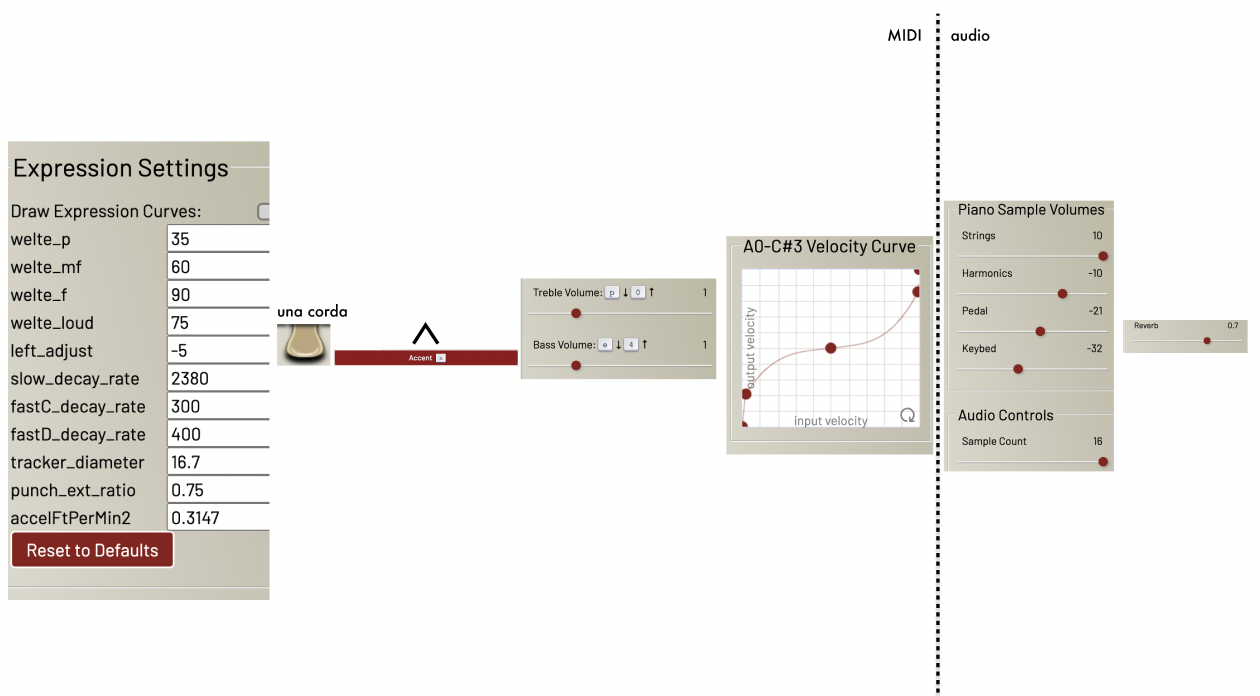 MIDI
audio
Expression Settings
Draw Expression Curves:
welte_p 35
welte_mf 60
welte_f 90
welte_loud 75
left_adjust -5
slow_decay_rate 2380
fastC_decay_rate 300
fastD_decay_rate 400
tracker_diameter 16.7
punch_ext_ratio 0.75
accelFtPerMin2 0.3147
Reset to Defaults
una corda
Accent
Treble Volume: p ↓ o ↑ 1
Bass Volume: e ↓ 4 ↑ 1
A0-C#3 Velocity Curve
output velocity
input velocity
Piano Sample Volumes
Strings 10
Harmonics -10
Pedal -21
Keybed -32
Audio Controls
Sample Count 16
Reverb 0.7